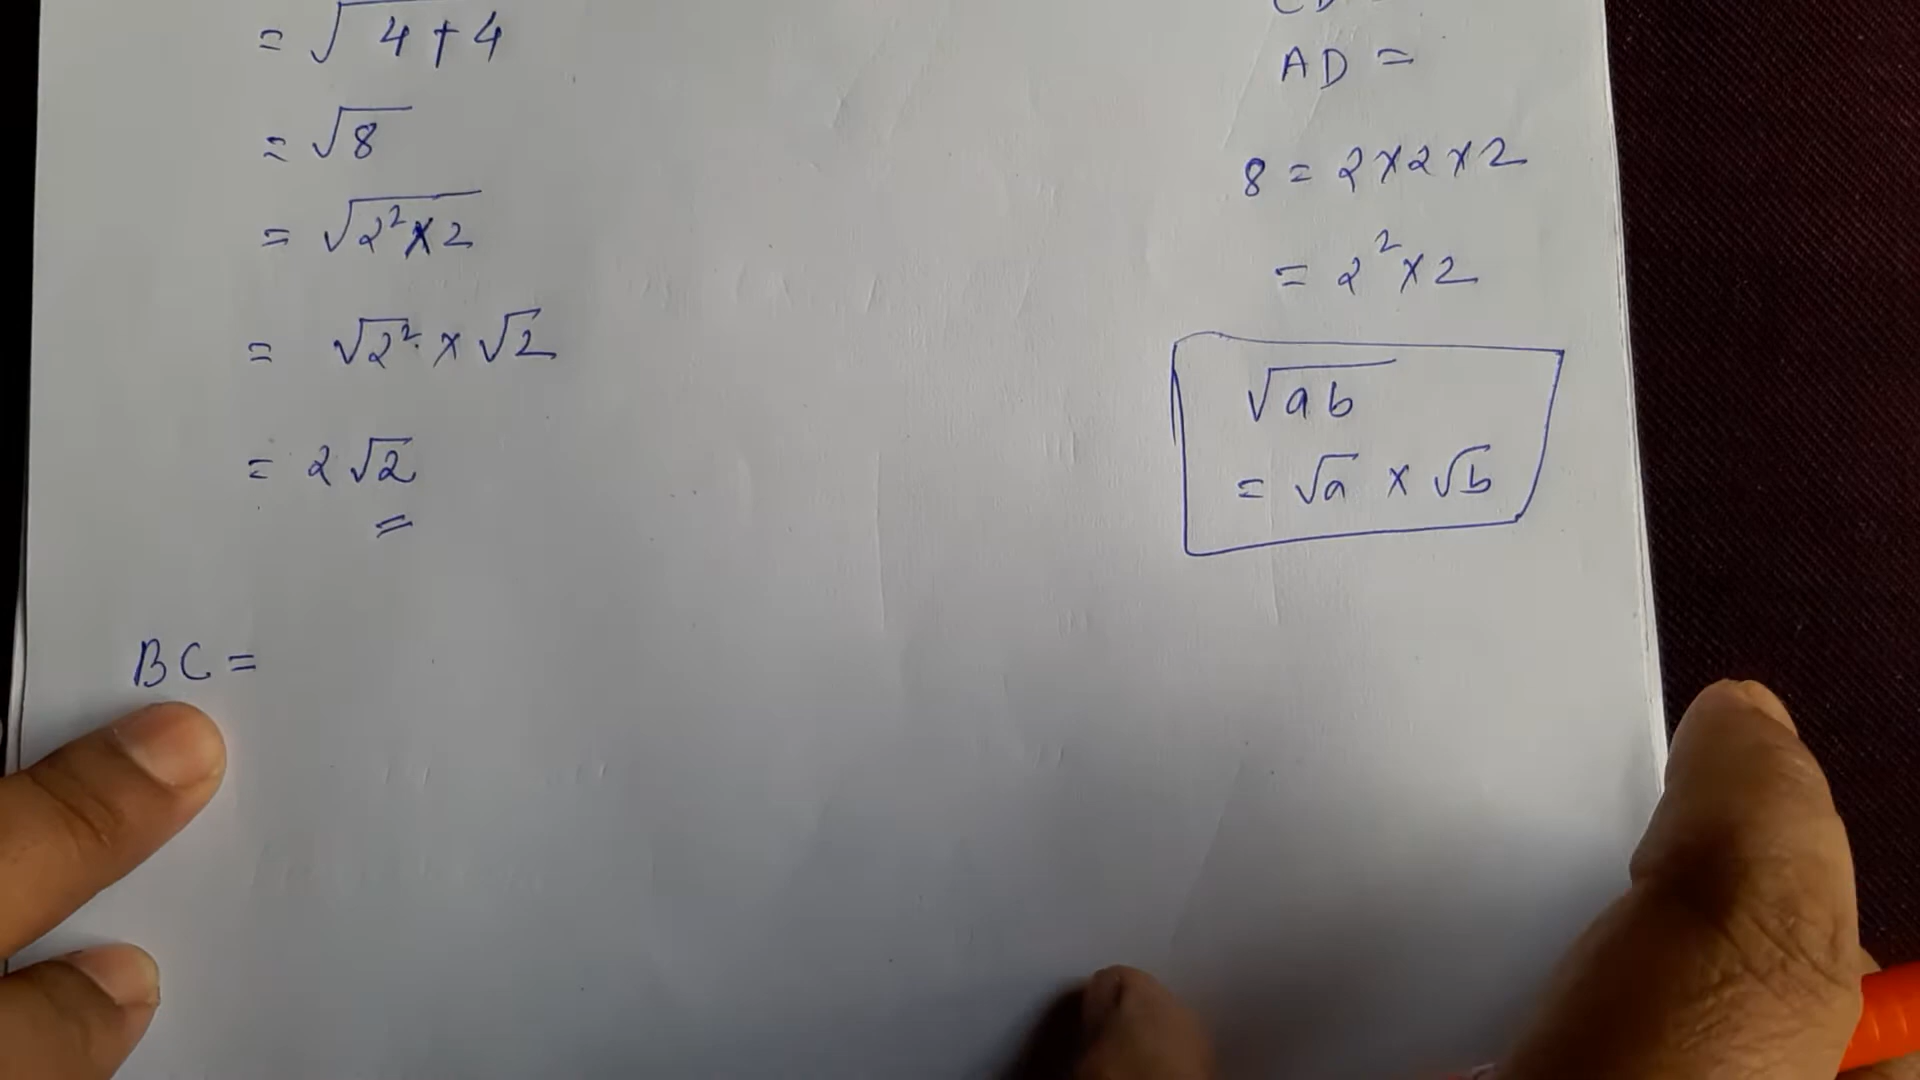 = √4+4
= √8
= √2²×2
= √2² × √2
= 2√2
BC =
AD =
8 = 2×2×2
= 2²×2
√ab
= √a × √b